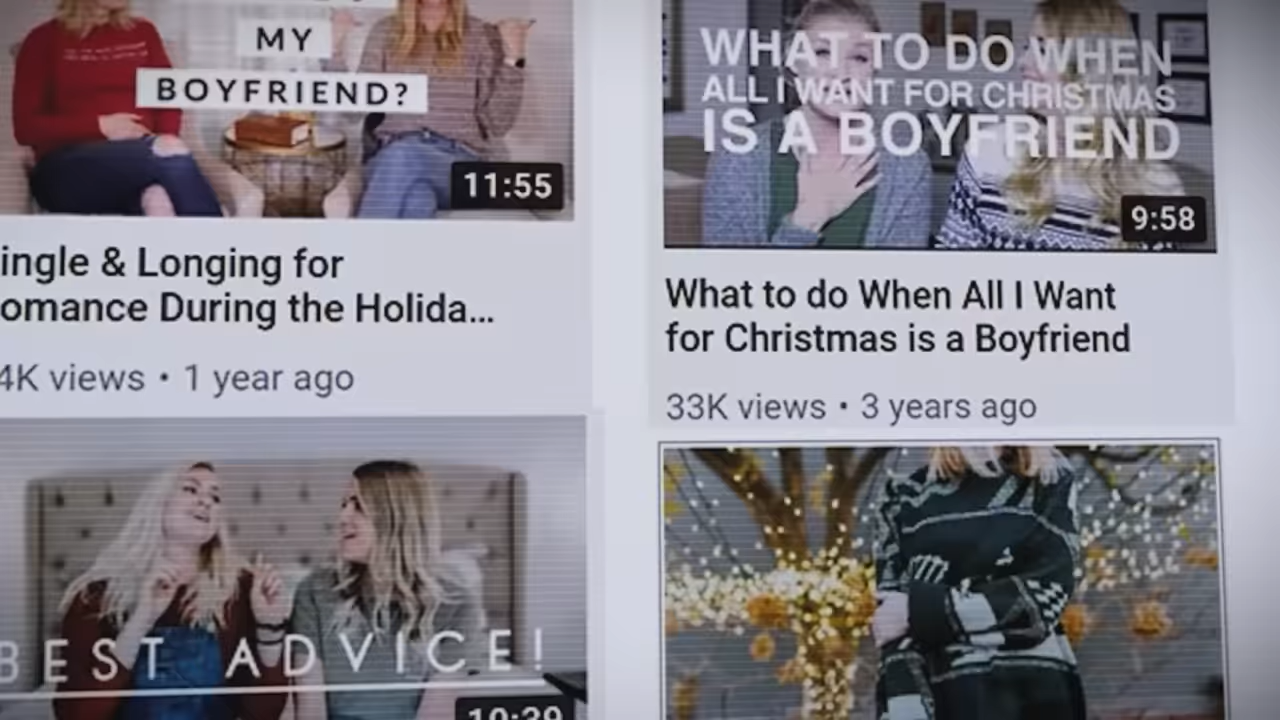 MY
BOYFRIEND?
11:55
ingle & Longing for
omance During the Holida...
4K views • 1 year ago
WHAT TO DO WHEN
ALL I WANT FOR CHRISTMAS
IS A BOYFRIEND
9:58
What to do When All I Want
for Christmas is a Boyfriend
33K views • 3 years ago
BEST ADVICE!
10:39